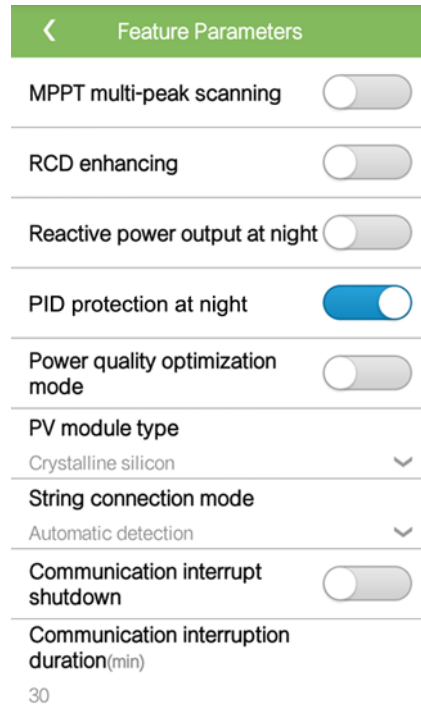 Feature Parameters
MPPT multi-peak scanning
RCD enhancing
Reactive power output at night
PID protection at night
Power quality optimization
mode
PV module type
Crystalline silicon
String connection mode
Automatic detection
Communication interrupt
shutdown
Communication interruption
duration(min)
30